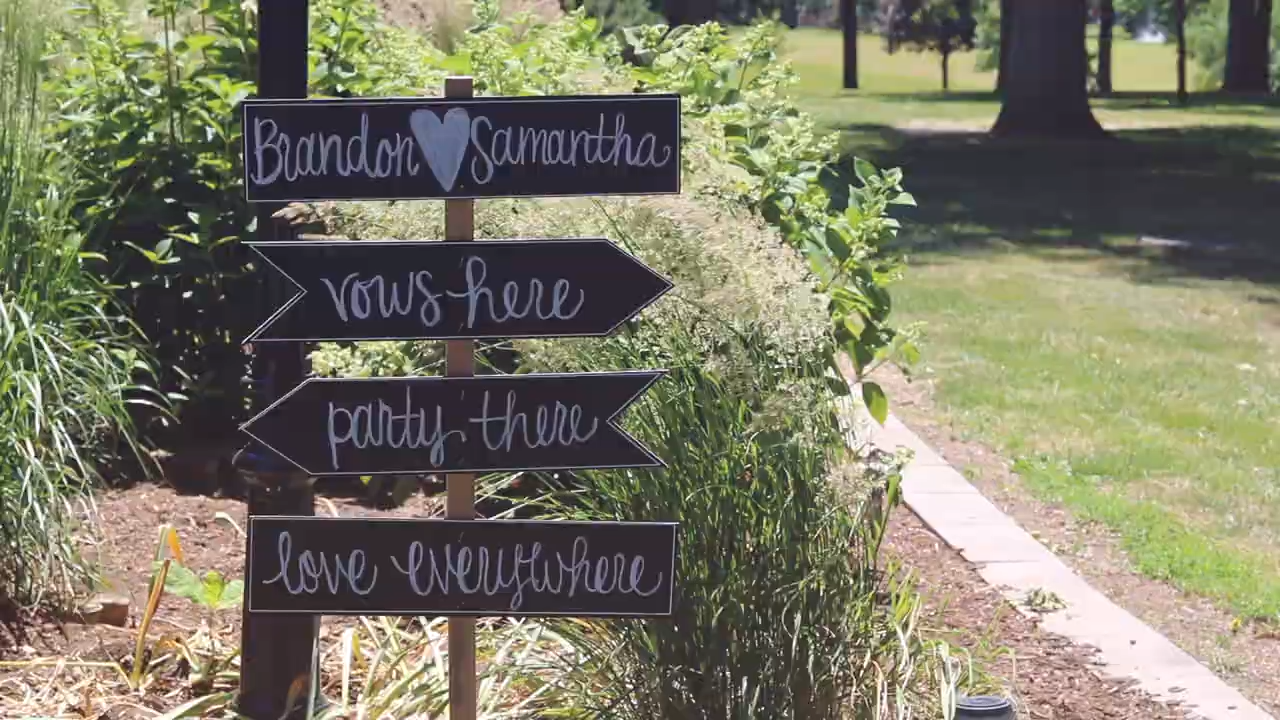 Brandon Samantha
vows here
party there
love everywhere